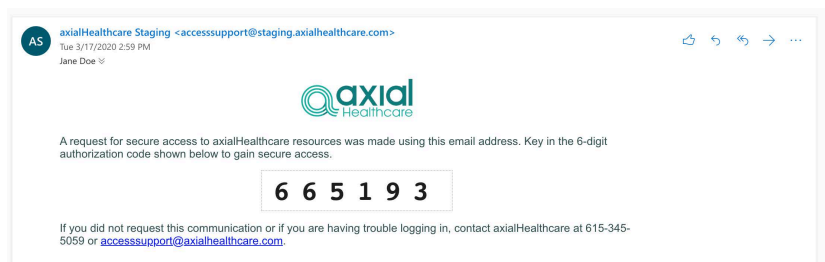 AS
axialHealthcare Staging <accesssupport@staging.axialhealthcare.com>
Tue 3/17/2020 2:59 PM
Jane Doe
axial
Healthcare
A request for secure access to axialHealthcare resources was made using this email address. Key in the 6-digit
authorization code shown below to gain secure access.
6 6 5 1 9 3
If you did not request this communication or if you are having trouble logging in, contact axialHealthcare at 615-345-
5059 or accesssupport@axialhealthcare.com.